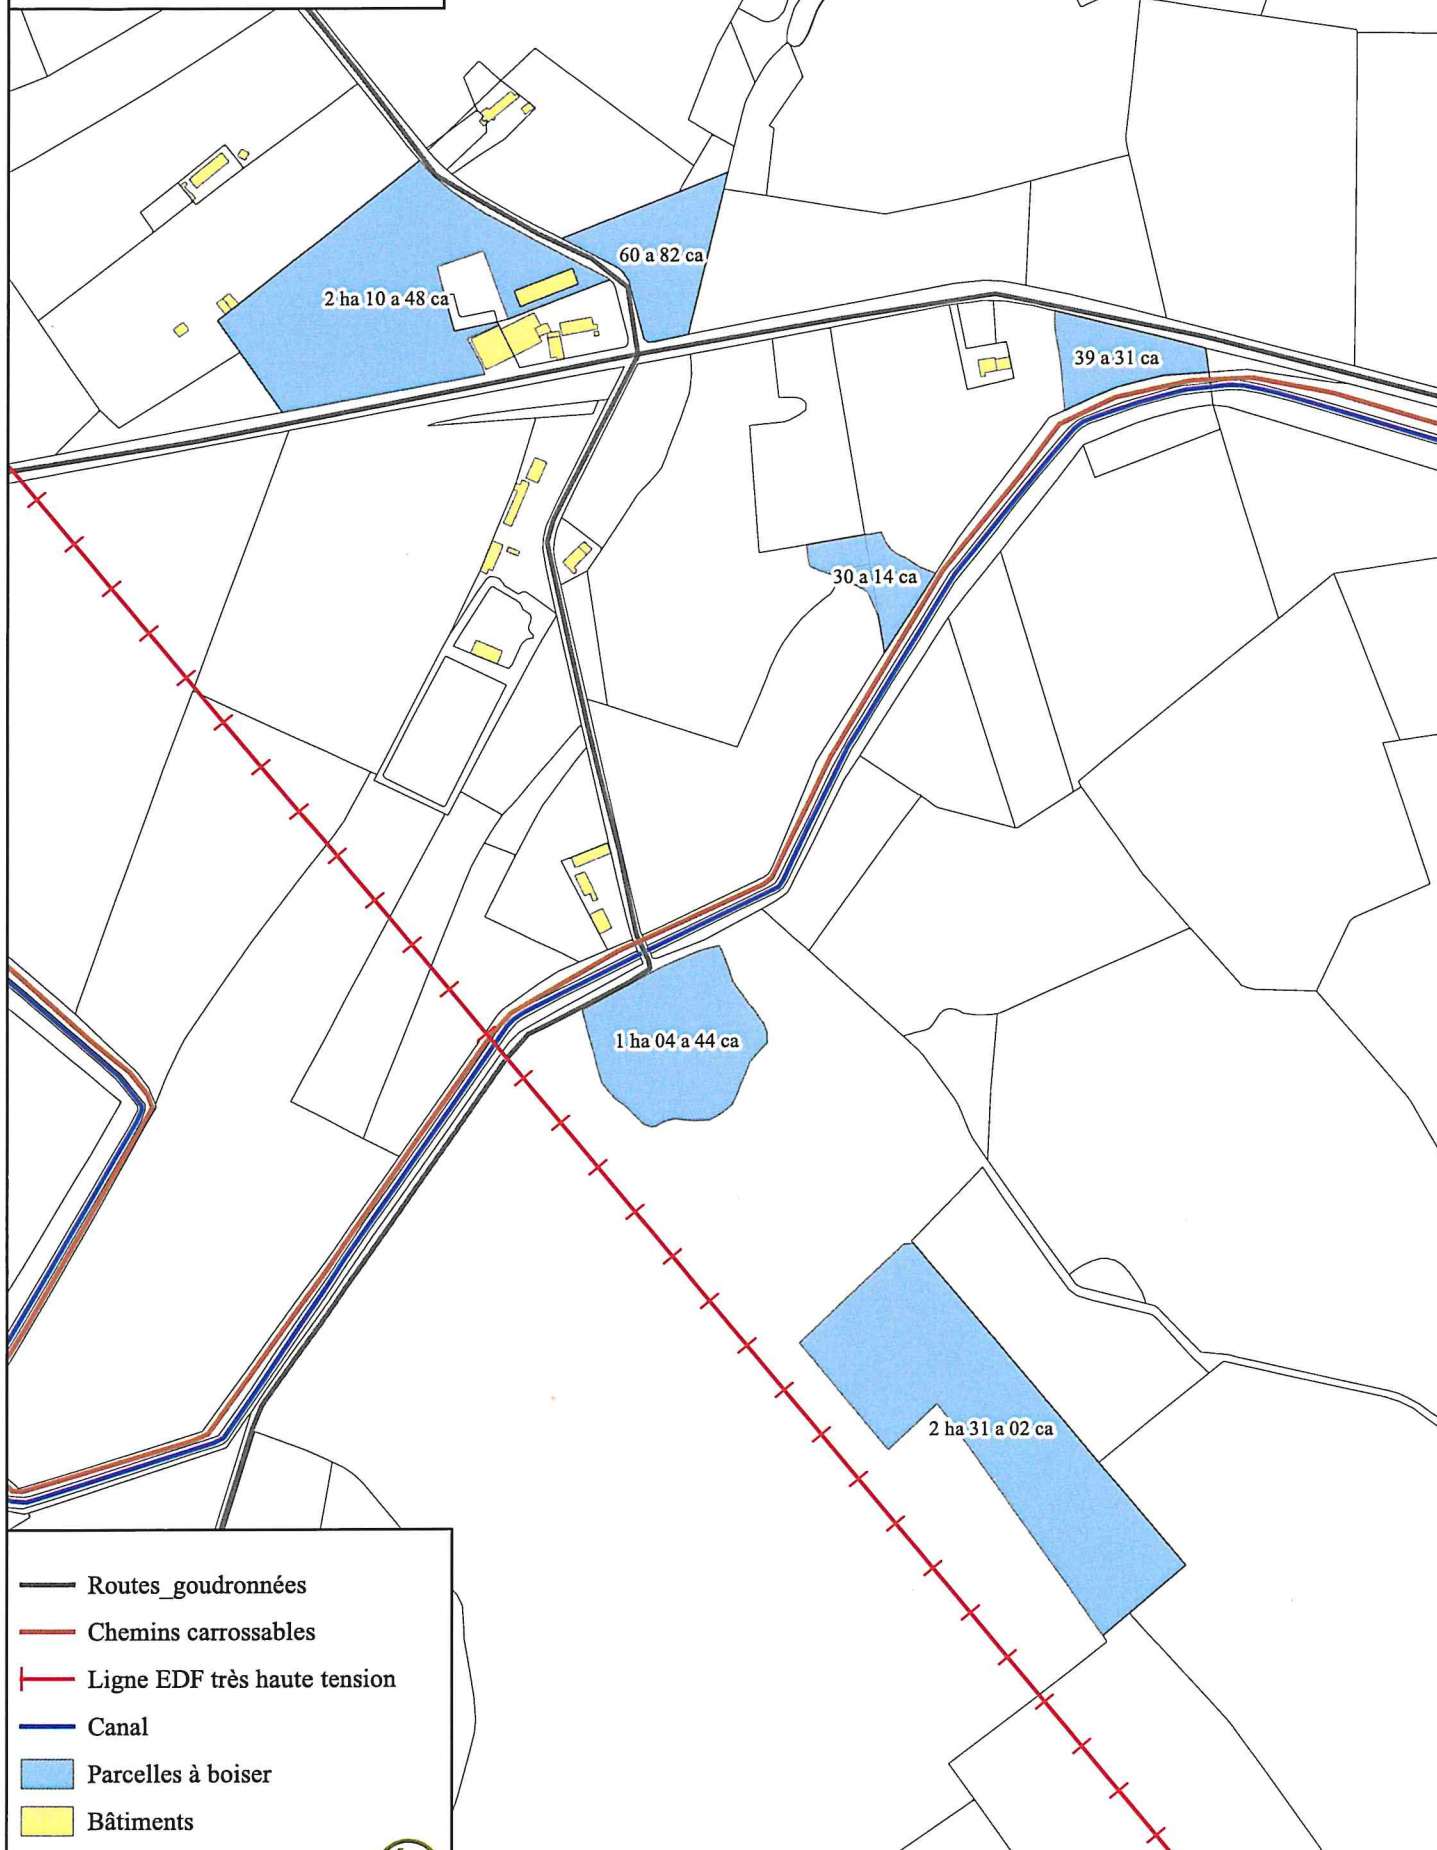 60 a 82 ca
2 ha 10 a 48 ca
39 a 31 ca
30 a 14 ca
1 ha 04 a 44 ca
2 ha 31 a 02 ca
Routes_goudronnées
Chemins carrossables
Ligne EDF très haute tension
Canal
Parcelles à boiser
Bâtiments